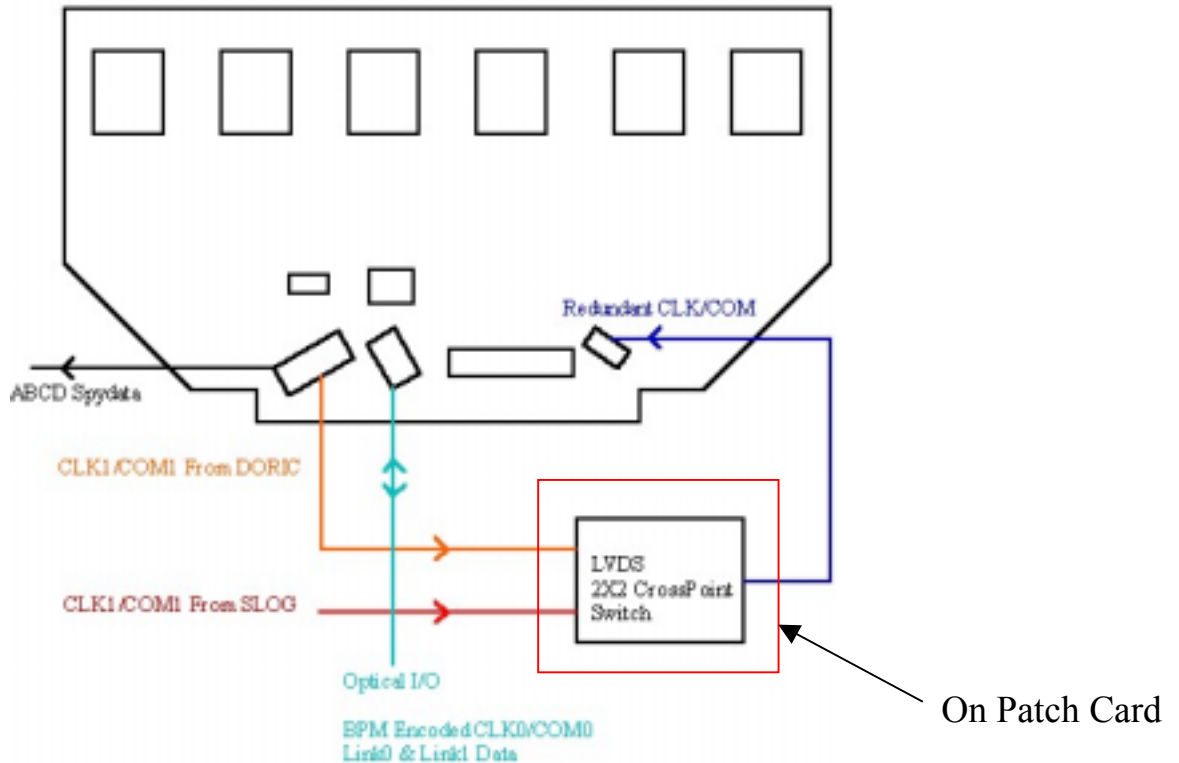 Redundant CLK/COM
ABCD Spydata
CLK1/COM1 From DORIC
LVDS
2X2 CrossPoint
Switch
CLK1/COM1 From SLOG
Optical I/O
BPM Encoded CLK0/COM0
Link0 & Link1 Data
On Patch Card